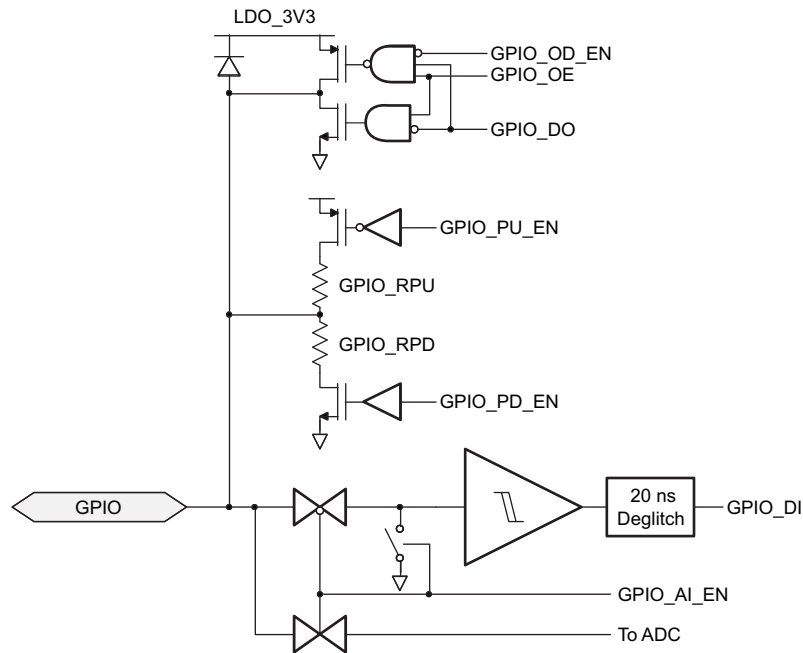 LDO_3V3
GPIO_OD_EN
GPIO_OE
GPIO_DO
GPIO_PU_EN
GPIO_RPU
GPIO_RPD
GPIO_PD_EN
GPIO
20 ns
Deglitch
GPIO_DI
GPIO_AI_EN
To ADC